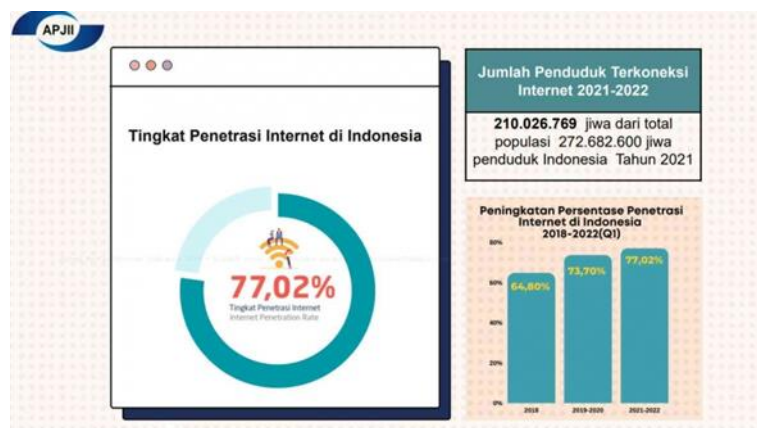 APJII
Tingkat Penetrasi Internet di Indonesia
77,02%
Tingkat Penetrasi Internet
Internet Penetration Rate
Jumlah Penduduk Terkoneksi
Internet 2021-2022
210.026.769 jiwa dari total
populasi 272.682.600 jiwa
penduduk Indonesia Tahun 2021
Peningkatan Persentase Penetrasi
Internet di Indonesia
2018-2022(Q1)
80%
60%
40%
20%
0%
64,80%
73,70%
77,02%
2018
2019-2020
2021-2022